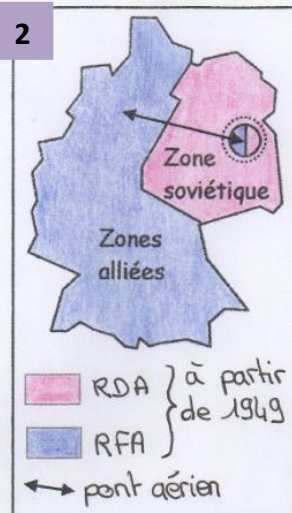 2
Zone
soviétique
Zones
alliées
RDA
RFA
à partir
de 1949
pont aérien